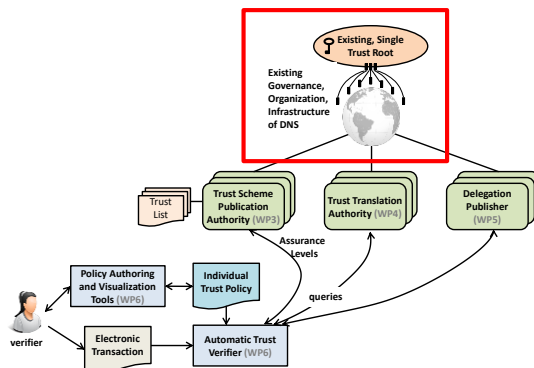 Existing, Single
Trust Root
Existing
Governance,
Organization,
Infrastructure
of DNS
Trust
List
Trust Scheme
Publication
Authority (WP3)
Trust Translation
Authority (WP4)
Delegation
Publisher
(WP5)
Assurance
Levels
queries
Policy Authoring
and Visualization
Tools (WP6)
Individual
Trust Policy
verifier
Electronic
Transaction
Automatic Trust
Verifier (WP6)